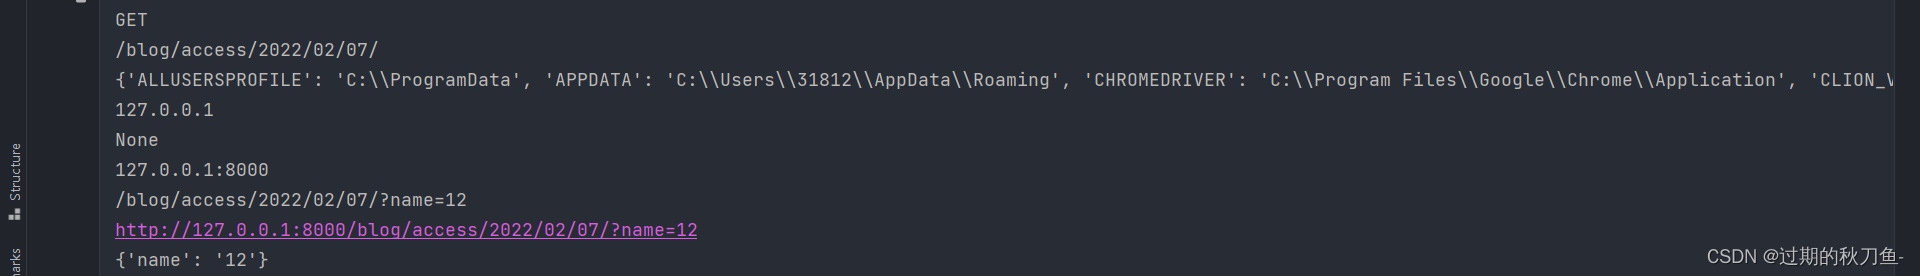 GET
/blog/access/2022/02/07/
{'ALLUSERSPROFILE': 'C:\\ProgramData', 'APPDATA': 'C:\\Users\\31812\\AppData\\Roaming', 'CHROMEDRIVER': 'C:\\Program Files\\Google\\Chrome\\Application', 'CLION_V
127.0.0.1
None
127.0.0.1:8000
/blog/access/2022/02/07/?name=12
http://127.0.0.1:8000/blog/access/2022/02/07/?name=12
{'name': '12'}
Structure
arks
CSDN @过期的秋刀鱼-